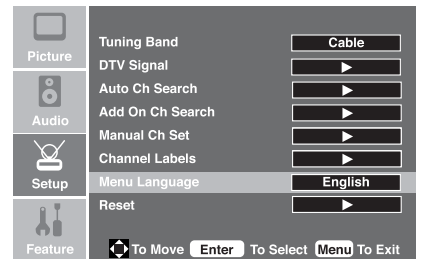 Picture
Audio
Setup
Feature
Tuning Band Cable
DTV Signal
Auto Ch Search
Add On Ch Search
Manual Ch Set
Channel Labels
Menu Language English
Reset
To Move Enter To Select Menu To Exit